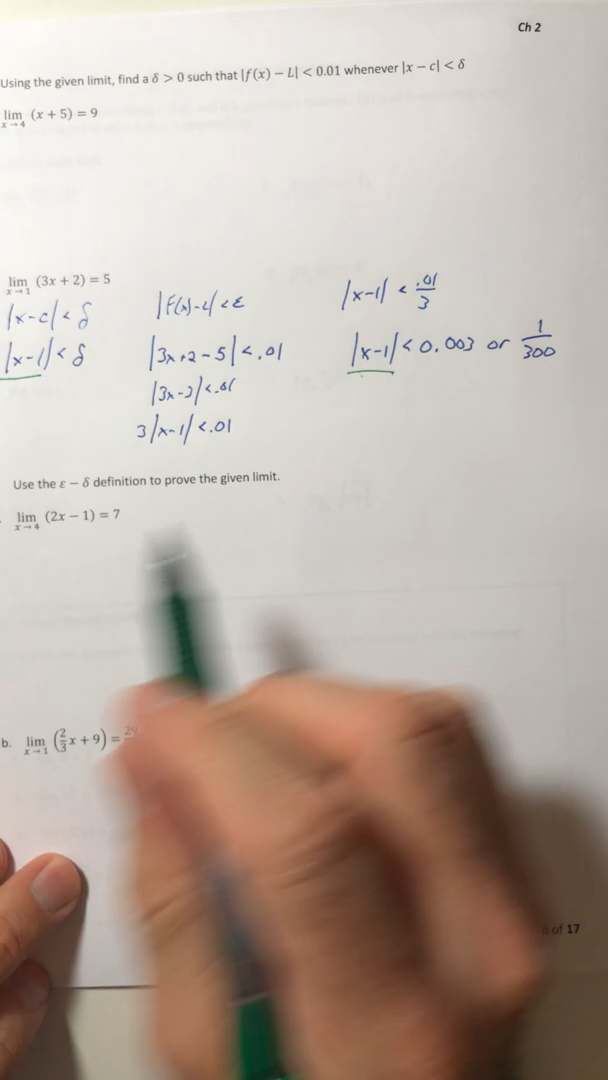 Ch 2
Using the given limit, find a δ > 0 such that |f(x) − L| < 0.01 whenever |x − c| < δ
lim x→4 (x + 5) = 9
lim x→1 (3x + 2) = 5
|x-c| < δ
|x-1| < δ
|F(x)-L| < ε
|3x+2-5| < .01
|3x-3| < .01
3|x-1| < .01
|x-1| < .01/3
|x-1| < 0.003 or 1/300
Use the ε − δ definition to prove the given limit.
lim x→4 (2x − 1) = 7
b. lim x→1 (2/3 x + 9) = 29
of 17